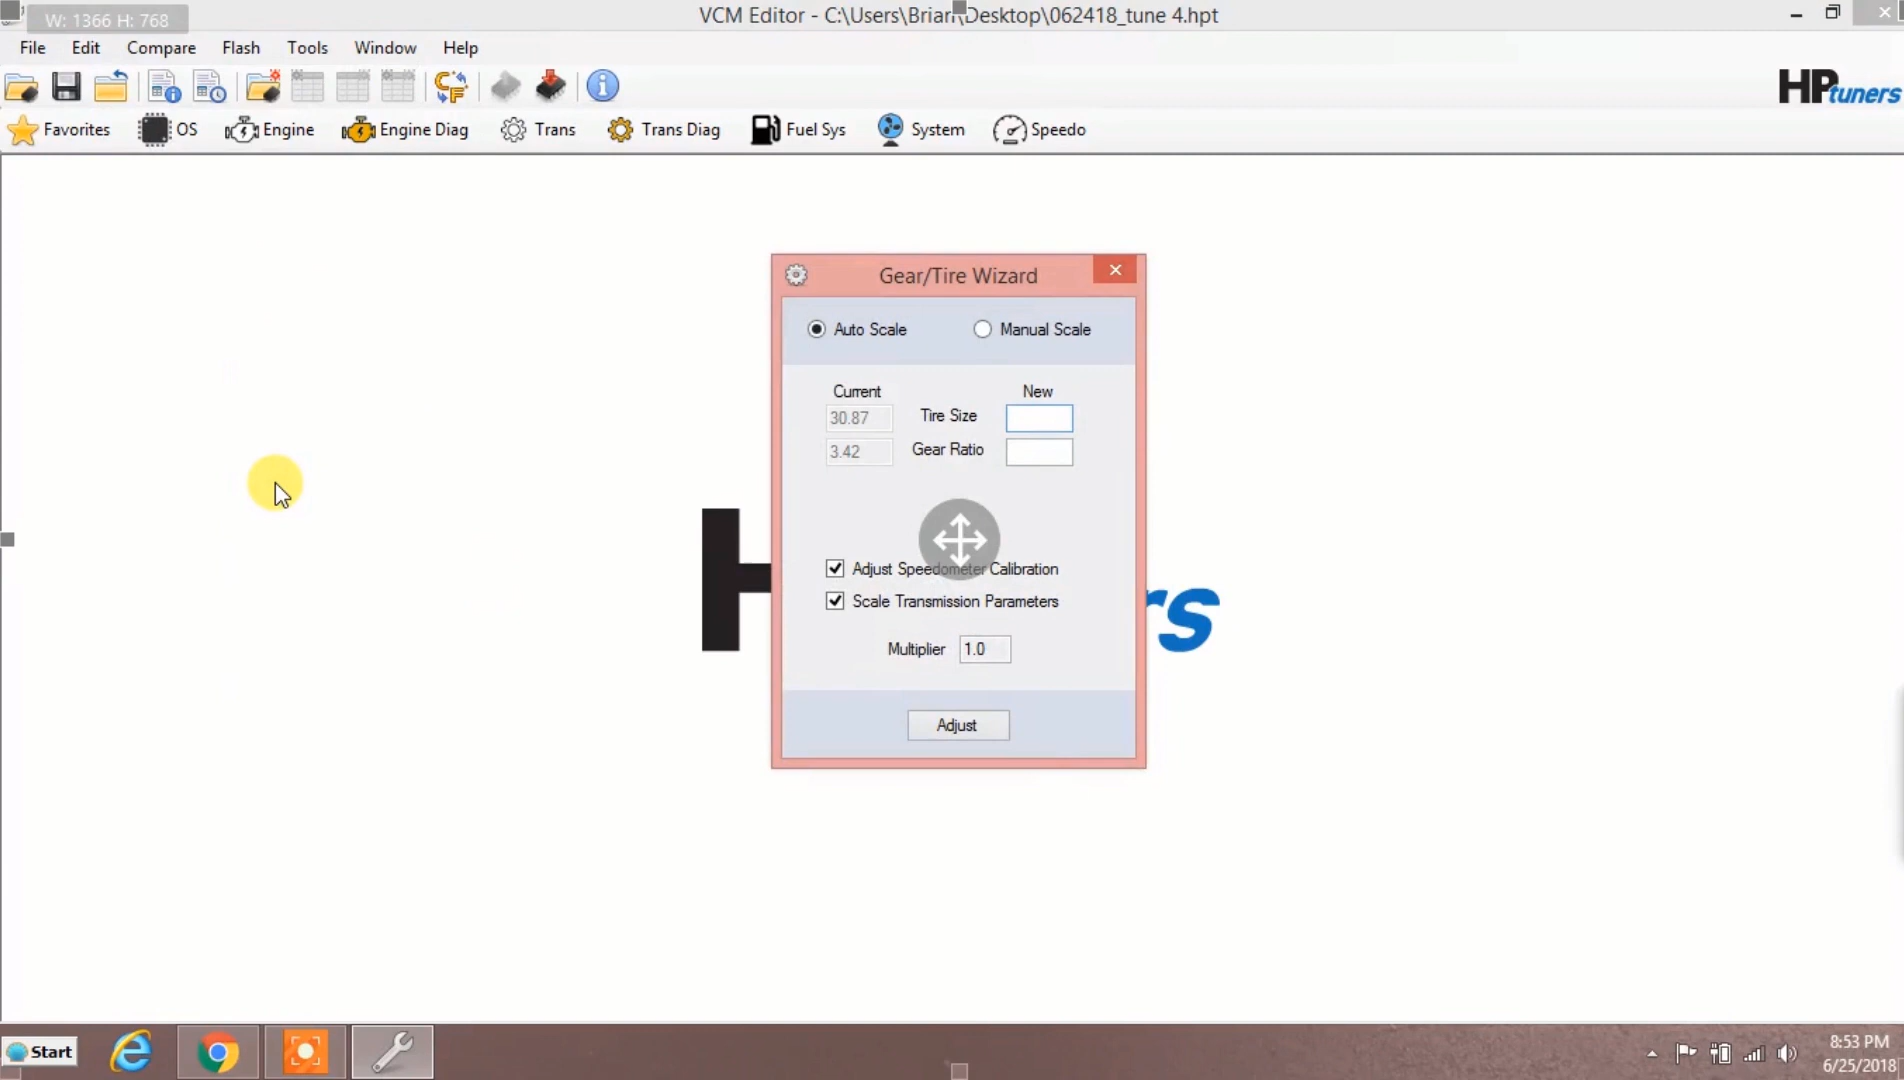 W: 1366 H: 768
VCM Editor - C:\Users\Brian\Desktop\062418_tune 4.hpt
File Edit Compare Flash Tools Window Help
HPtuners
Favorites OS Engine Engine Diag Trans Trans Diag Fuel Sys System Speedo
Gear/Tire Wizard
Auto Scale Manual Scale
Current New
30.87 Tire Size
3.42 Gear Ratio
Adjust Speedometer Calibration
Scale Transmission Parameters
Multiplier 1.0
Adjust
Start
8:53 PM
6/25/2018